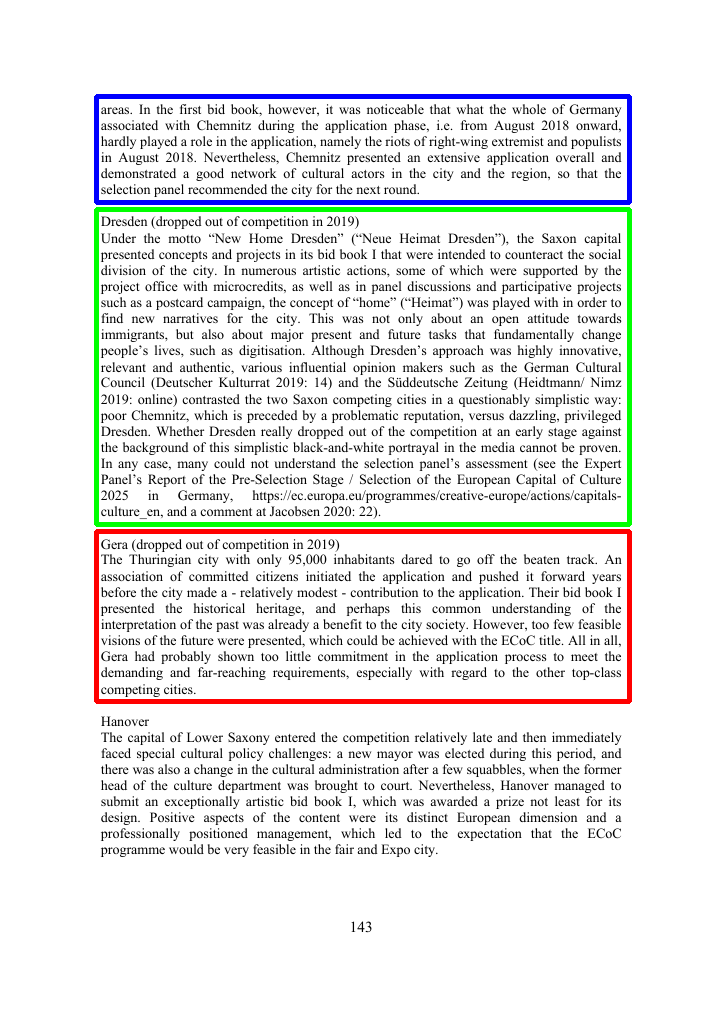 areas. In the first bid book, however, it was noticeable that what the whole of Germany
associated with Chemnitz during the application phase, i.e. from August 2018 onward,
hardly played a role in the application, namely the riots of right-wing extremist and populists
in August 2018. Nevertheless, Chemnitz presented an extensive application overall and
demonstrated a good network of cultural actors in the city and the region, so that the
selection panel recommended the city for the next round.
Dresden (dropped out of competition in 2019)
Under the motto “New Home Dresden” (“Neue Heimat Dresden”), the Saxon capital
presented concepts and projects in its bid book I that were intended to counteract the social
division of the city. In numerous artistic actions, some of which were supported by the
project office with microcredits, as well as in panel discussions and participative projects
such as a postcard campaign, the concept of “home” (“Heimat”) was played with in order to
find new narratives for the city. This was not only about an open attitude towards
immigrants, but also about major present and future tasks that fundamentally change
people’s lives, such as digitisation. Although Dresden’s approach was highly innovative,
relevant and authentic, various influential opinion makers such as the German Cultural
Council (Deutscher Kulturrat 2019: 14) and the Süddeutsche Zeitung (Heidtmann/ Nimz
2019: online) contrasted the two Saxon competing cities in a questionably simplistic way:
poor Chemnitz, which is preceded by a problematic reputation, versus dazzling, privileged
Dresden. Whether Dresden really dropped out of the competition at an early stage against
the background of this simplistic black-and-white portrayal in the media cannot be proven.
In any case, many could not understand the selection panel’s assessment (see the Expert
Panel’s Report of the Pre-Selection Stage / Selection of the European Capital of Culture
2025 in Germany, https://ec.europa.eu/programmes/creative-europe/actions/capitals-
culture_en, and a comment at Jacobsen 2020: 22).
Gera (dropped out of competition in 2019)
The Thuringian city with only 95,000 inhabitants dared to go off the beaten track. An
association of committed citizens initiated the application and pushed it forward years
before the city made a - relatively modest - contribution to the application. Their bid book I
presented the historical heritage, and perhaps this common understanding of the
interpretation of the past was already a benefit to the city society. However, too few feasible
visions of the future were presented, which could be achieved with the ECoC title. All in all,
Gera had probably shown too little commitment in the application process to meet the
demanding and far-reaching requirements, especially with regard to the other top-class
competing cities.
Hanover
The capital of Lower Saxony entered the competition relatively late and then immediately
faced special cultural policy challenges: a new mayor was elected during this period, and
there was also a change in the cultural administration after a few squabbles, when the former
head of the culture department was brought to court. Nevertheless, Hanover managed to
submit an exceptionally artistic bid book I, which was awarded a prize not least for its
design. Positive aspects of the content were its distinct European dimension and a
professionally positioned management, which led to the expectation that the ECoC
programme would be very feasible in the fair and Expo city.
143